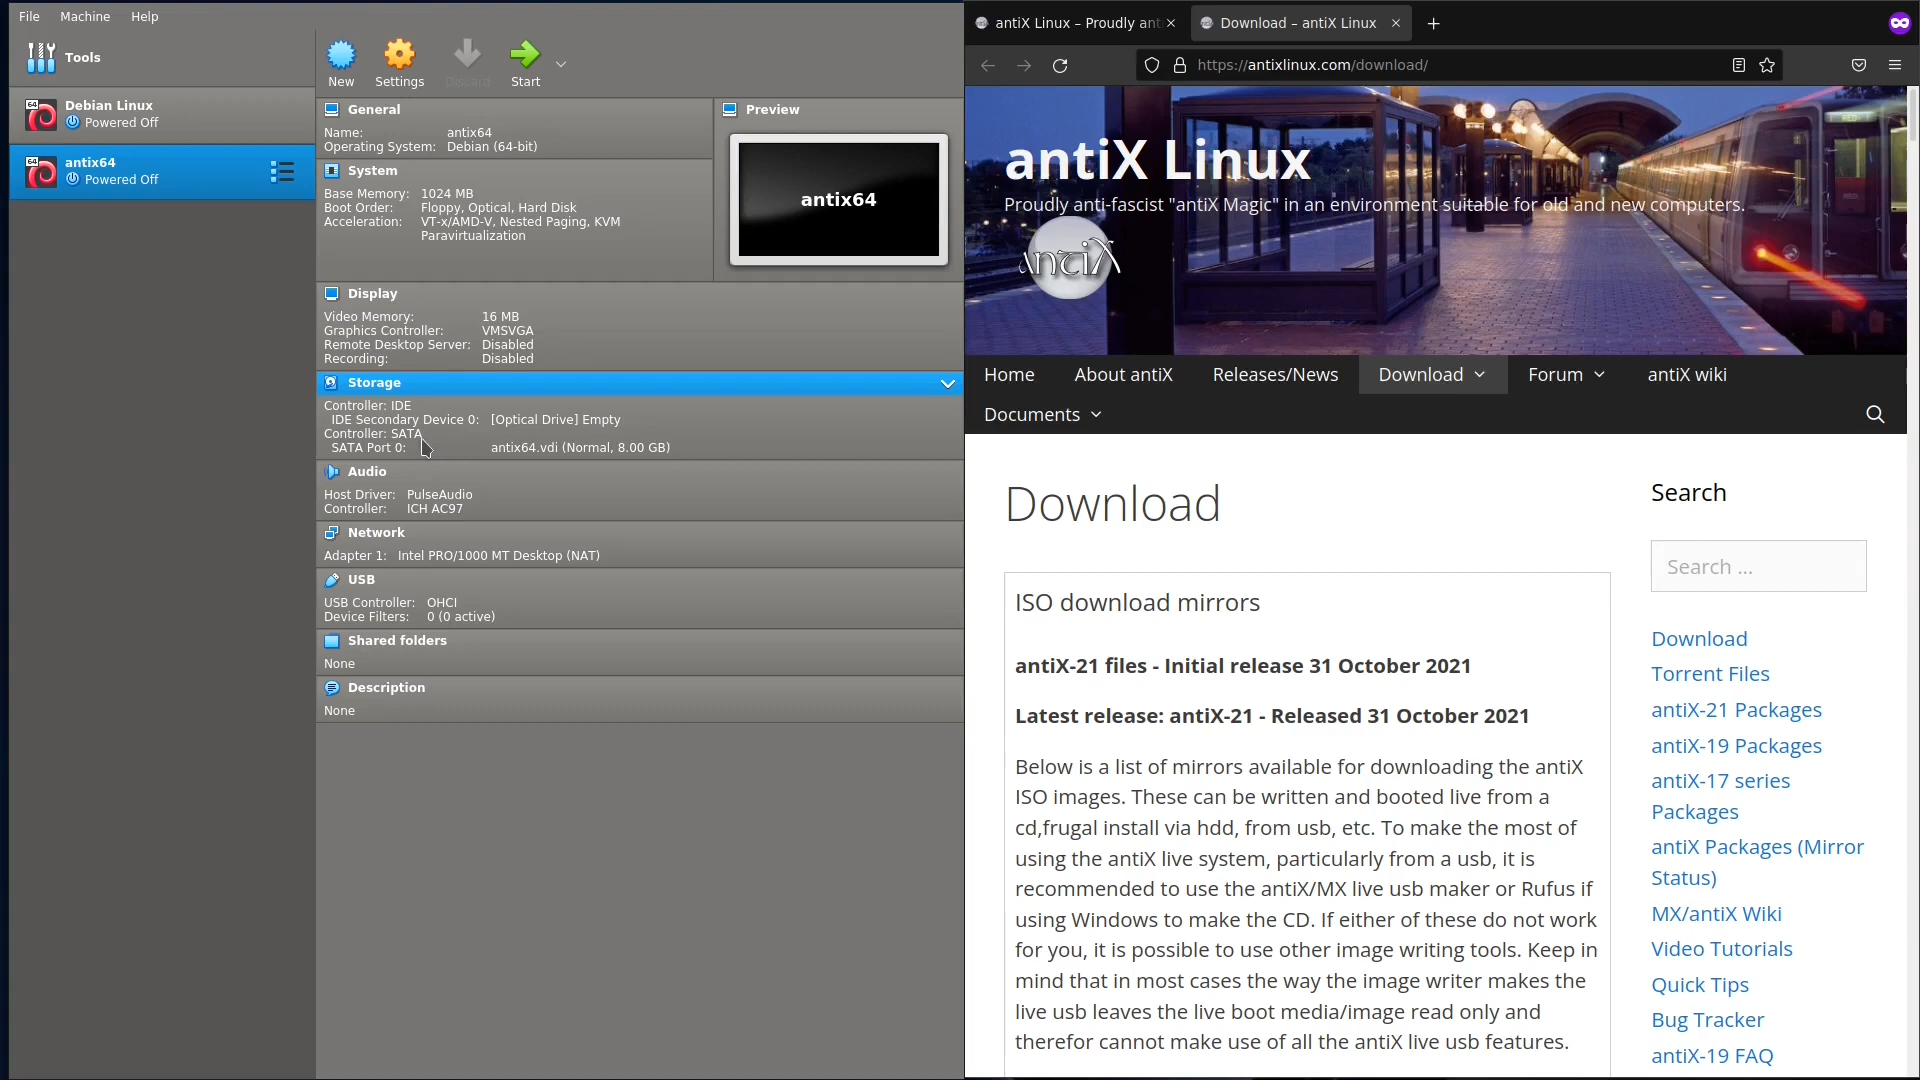 File Machine Help
Tools
64
Debian Linux
Powered Off
64
antix64
Powered Off
New Settings Discard Start
General
Name: antix64
Operating System: Debian (64-bit)
System
Base Memory: 1024 MB
Boot Order: Floppy, Optical, Hard Disk
Acceleration: VT-x/AMD-V, Nested Paging, KVM
Paravirtualization
Preview
antix64
Display
Video Memory: 16 MB
Graphics Controller: VMSVGA
Remote Desktop Server: Disabled
Recording: Disabled
Storage
Controller: IDE
IDE Secondary Device 0: [Optical Drive] Empty
Controller: SATA
SATA Port 0: antix64.vdi (Normal, 8.00 GB)
Audio
Host Driver: PulseAudio
Controller: ICH AC97
Network
Adapter 1: Intel PRO/1000 MT Desktop (NAT)
USB
USB Controller: OHCI
Device Filters: 0 (0 active)
Shared folders
None
Description
None
antiX Linux – Proudly ant
Download – antiX Linux
https://antixlinux.com/download/
antiX Linux
Proudly anti-fascist "antiX Magic" in an environment suitable for old and new computers.
antiX
RED
Home About antiX Releases/News Download Forum antiX wiki
Documents
Download
ISO download mirrors
antiX-21 files - Initial release 31 October 2021
Latest release: antiX-21 - Released 31 October 2021
Below is a list of mirrors available for downloading the antiX
ISO images. These can be written and booted live from a
cd,frugal install via hdd, from usb, etc. To make the most of
using the antiX live system, particularly from a usb, it is
recommended to use the antiX/MX live usb maker or Rufus if
using Windows to make the CD. If either of these do not work
for you, it is possible to use other image writing tools. Keep in
mind that in most cases the way the image writer makes the
live usb leaves the live boot media/image read only and
therefor cannot make use of all the antiX live usb features.
Search
Search ...
Download
Torrent Files
antiX-21 Packages
antiX-19 Packages
antiX-17 series
Packages
antiX Packages (Mirror
Status)
MX/antiX Wiki
Video Tutorials
Quick Tips
Bug Tracker
antiX-19 FAQ